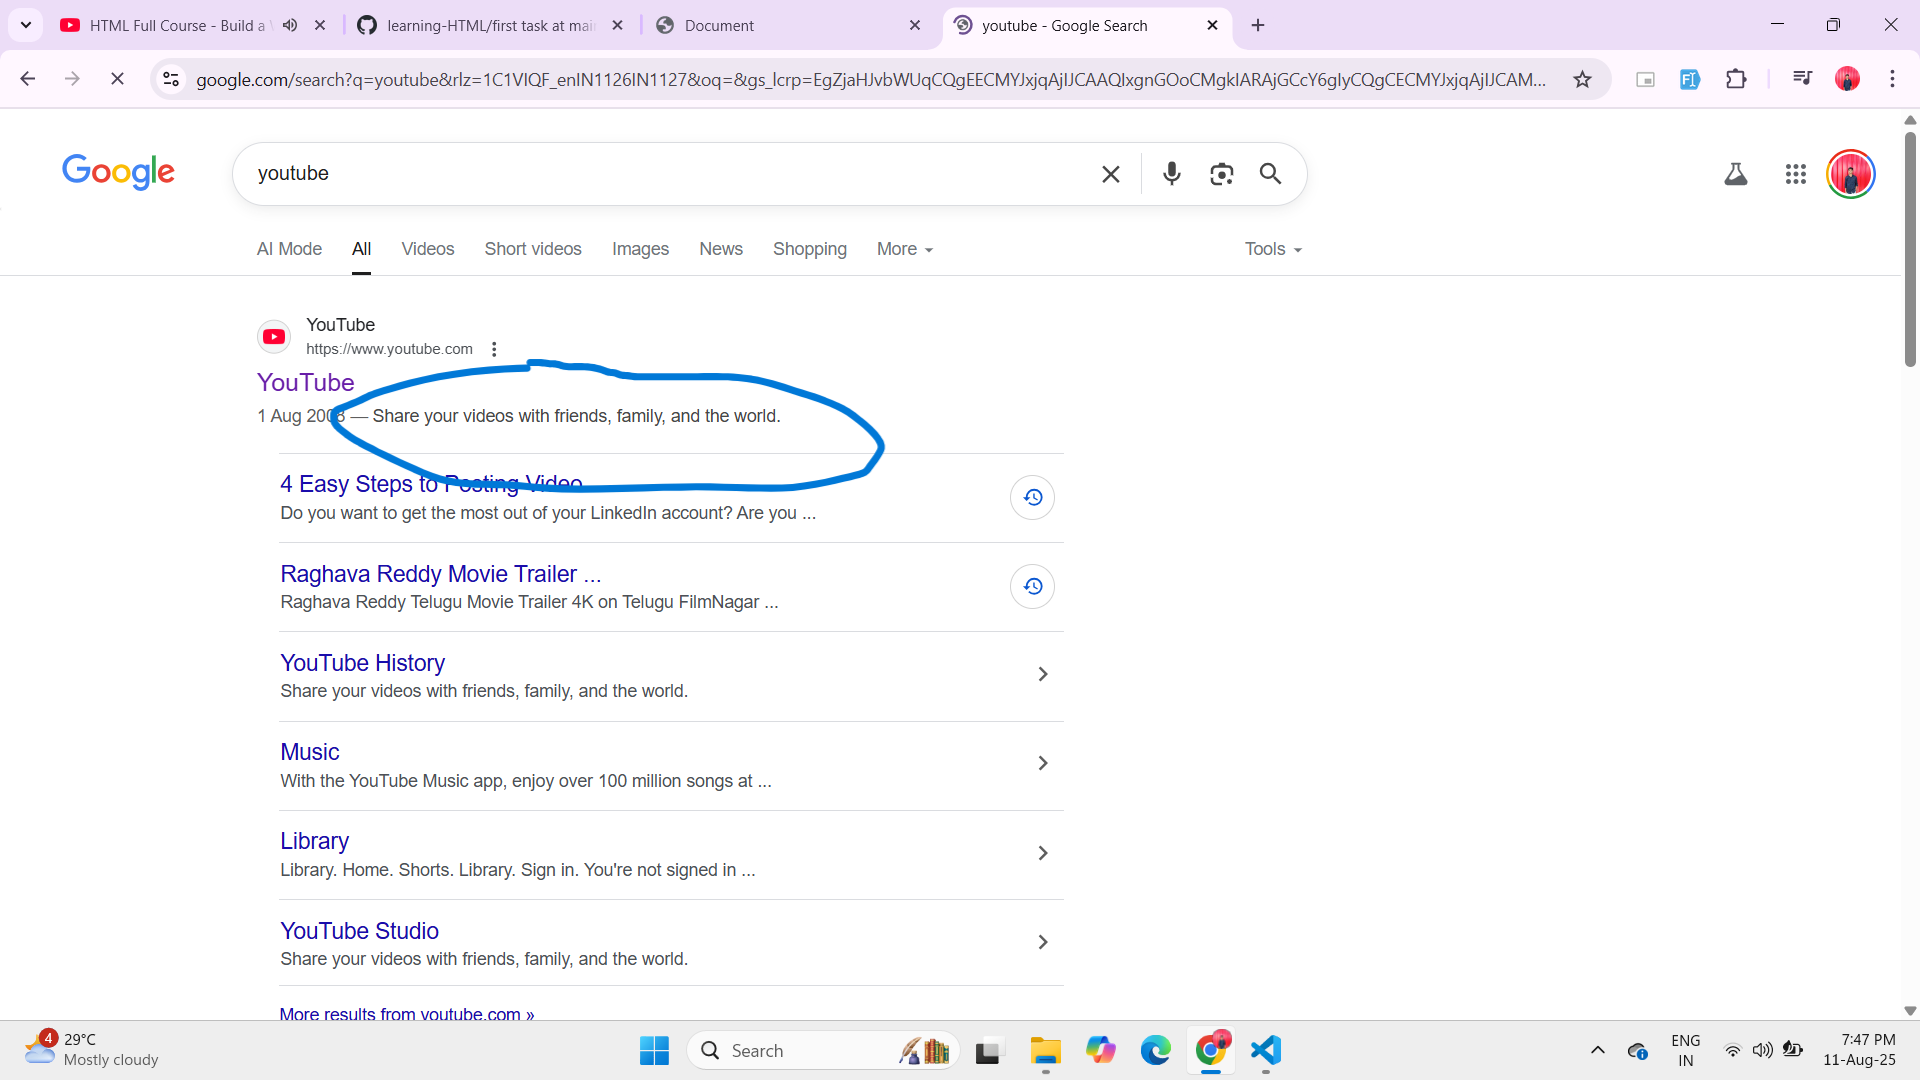 HTML Full Course - Build a
learning-HTML/first task at mai
Document
youtube - Google Search
google.com/search?q=youtube&rlz=1C1VIQF_enIN1126IN1127&oq=&gs_lcrp=EgZjaHJvbWUqCQgEECMYJxjqAjIJCAAQIxgnGOoCMgkIARAjGCcY6gIyCQgCECMYJxjqAjIJCAM...
Google
youtube
AI Mode
All
Videos
Short videos
Images
News
Shopping
More
Tools
YouTube
https://www.youtube.com
YouTube
1 Aug 2008 — Share your videos with friends, family, and the world.
4 Easy Steps to Posting Video
Do you want to get the most out of your LinkedIn account? Are you ...
Raghava Reddy Movie Trailer ...
Raghava Reddy Telugu Movie Trailer 4K on Telugu FilmNagar ...
YouTube History
Share your videos with friends, family, and the world.
Music
With the YouTube Music app, enjoy over 100 million songs at ...
Library
Library. Home. Shorts. Library. Sign in. You're not signed in ...
YouTube Studio
Share your videos with friends, family, and the world.
More results from youtube.com »
4
29°C
Mostly cloudy
Search
ENG
IN
7:47 PM
11-Aug-25